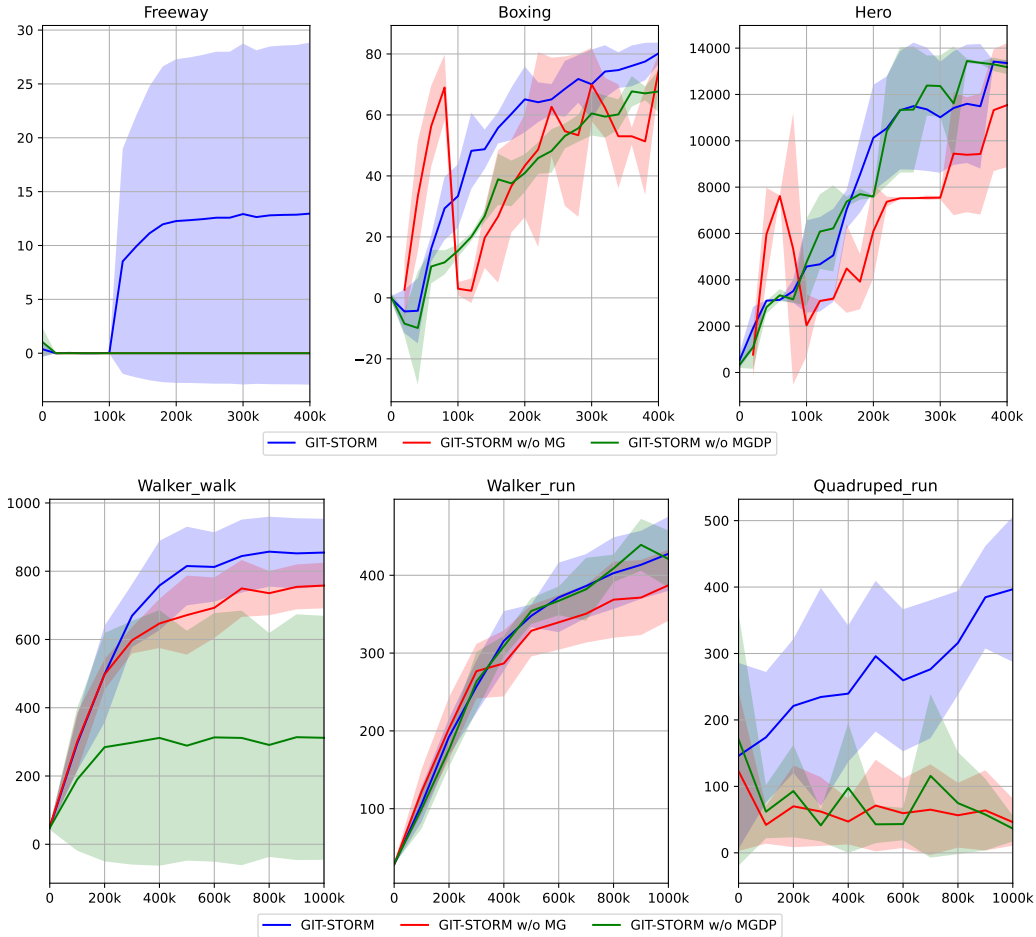 Freeway Boxing Hero
30 25 20 15 10 5 0
80 60 40 20 0 −20
14000 12000 10000 8000 6000 4000 2000 0
0 100k 200k 300k 400k 0 100k 200k 300k 400k 0 100k 200k 300k 400k
GIT-STORM GIT-STORM w/o MG GIT-STORM w/o MGDP
Walker_walk Walker_run Quadruped_run
1000 800 600 400 200 0
400 300 200 100
500 400 300 200 100 0
0 200k 400k 600k 800k 1000k 0 200k 400k 600k 800k 1000k 0 200k 400k 600k 800k 1000k
GIT-STORM GIT-STORM w/o MG GIT-STORM w/o MGDP